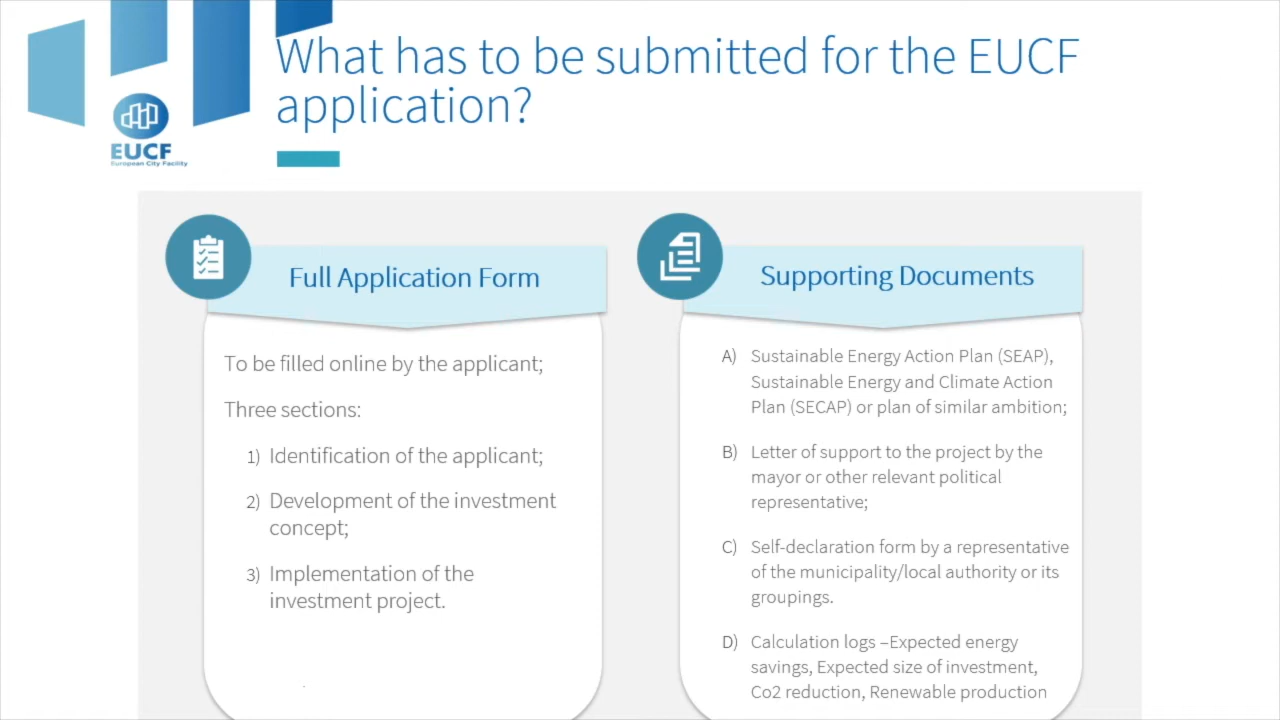 What has to be submitted for the EUCF
application?
EUCF
European City Facility
Full Application Form
To be filled online by the applicant;
Three sections:
1) Identification of the applicant;
2) Development of the investment
concept;
3) Implementation of the
investment project.
Supporting Documents
A) Sustainable Energy Action Plan (SEAP),
Sustainable Energy and Climate Action
Plan (SECAP) or plan of similar ambition;
B) Letter of support to the project by the
mayor or other relevant political
representative;
C) Self-declaration form by a representative
of the municipality/local authority or its
groupings.
D) Calculation logs –Expected energy
savings, Expected size of investment,
Co2 reduction, Renewable production